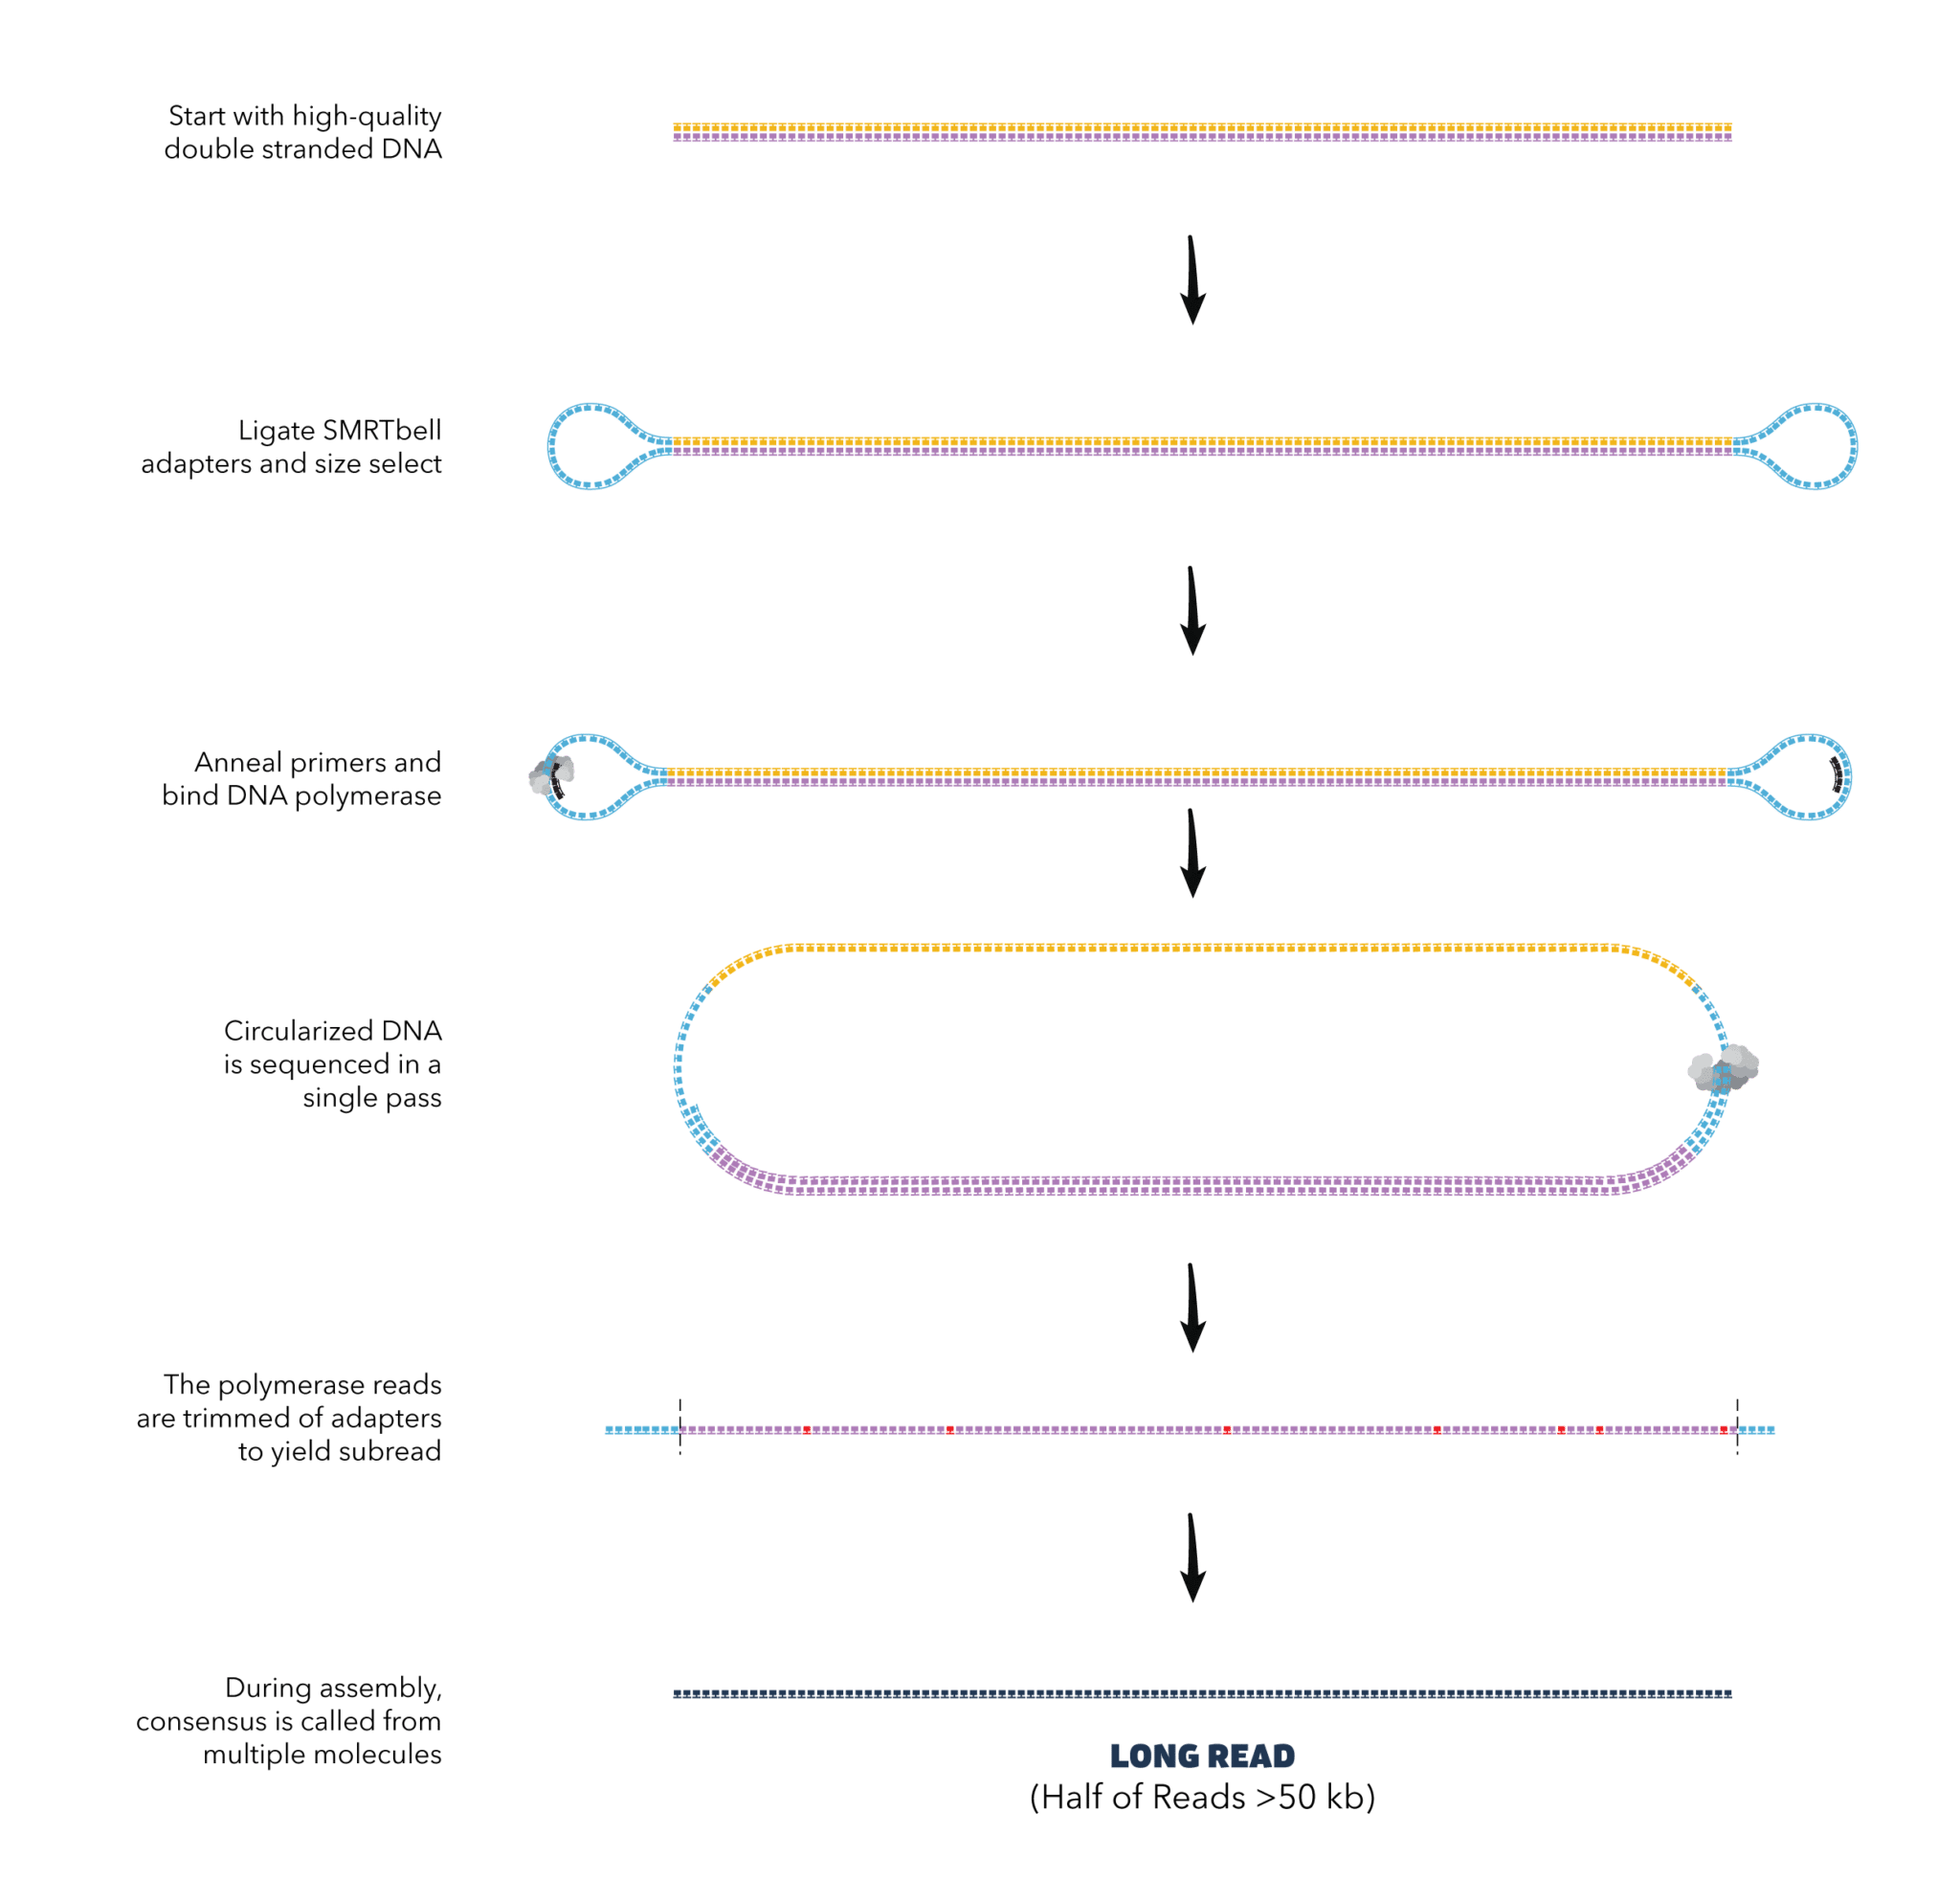 Start with high-quality
double stranded DNA
Ligate SMRTbell
adapters and size select
Anneal primers and
bind DNA polymerase
Circularized DNA
is sequenced in a
single pass
The polymerase reads
are trimmed of adapters
to yield subread
During assembly,
consensus is called from
multiple molecules
LONG READ
(Half of Reads >50 kb)